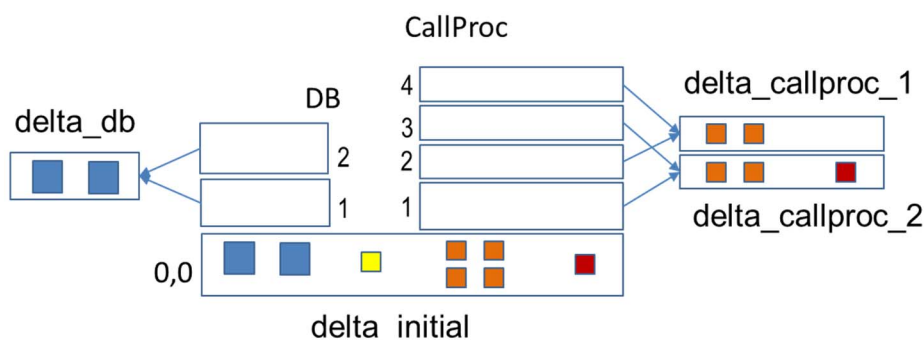 CallProc
4
delta_callproc_1
DB
delta_db
3
2
2
1
1
delta_callproc_2
0,0
delta_initial